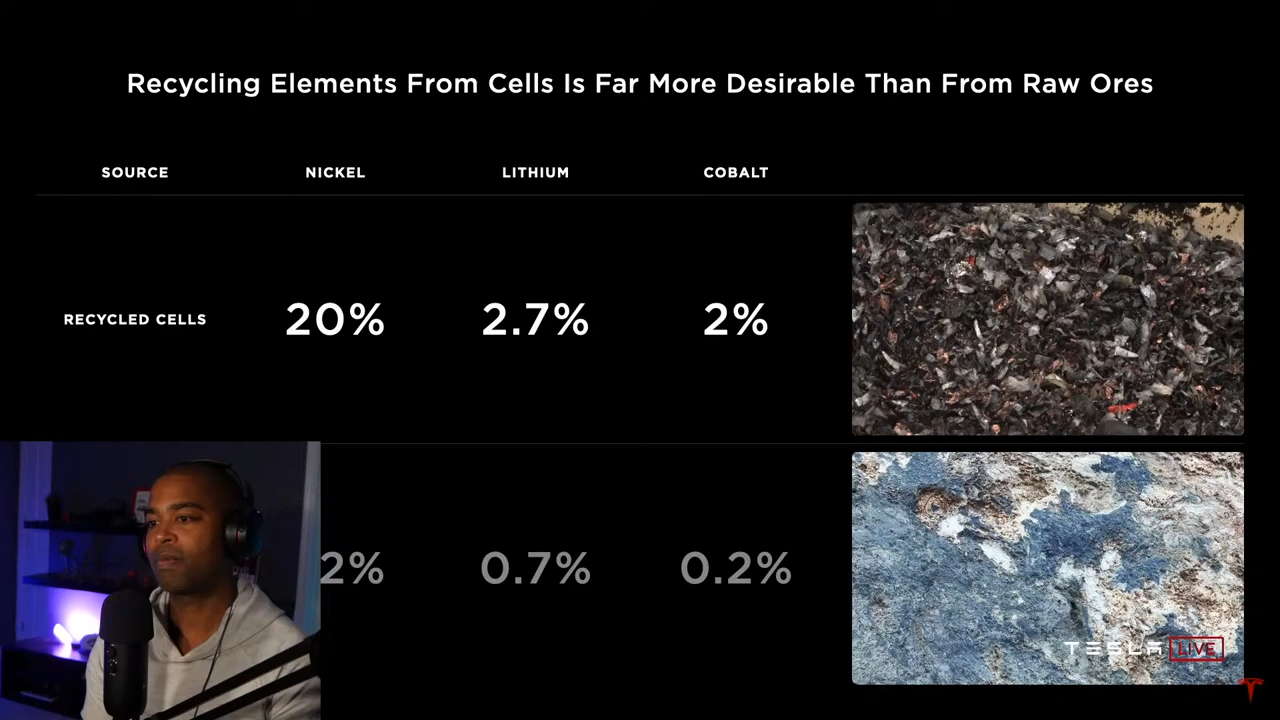 Recycling Elements From Cells Is Far More Desirable Than From Raw Ores
SOURCE NICKEL LITHIUM COBALT
RECYCLED CELLS 20% 2.7% 2%
2% 0.7% 0.2%
TESLA LIVE